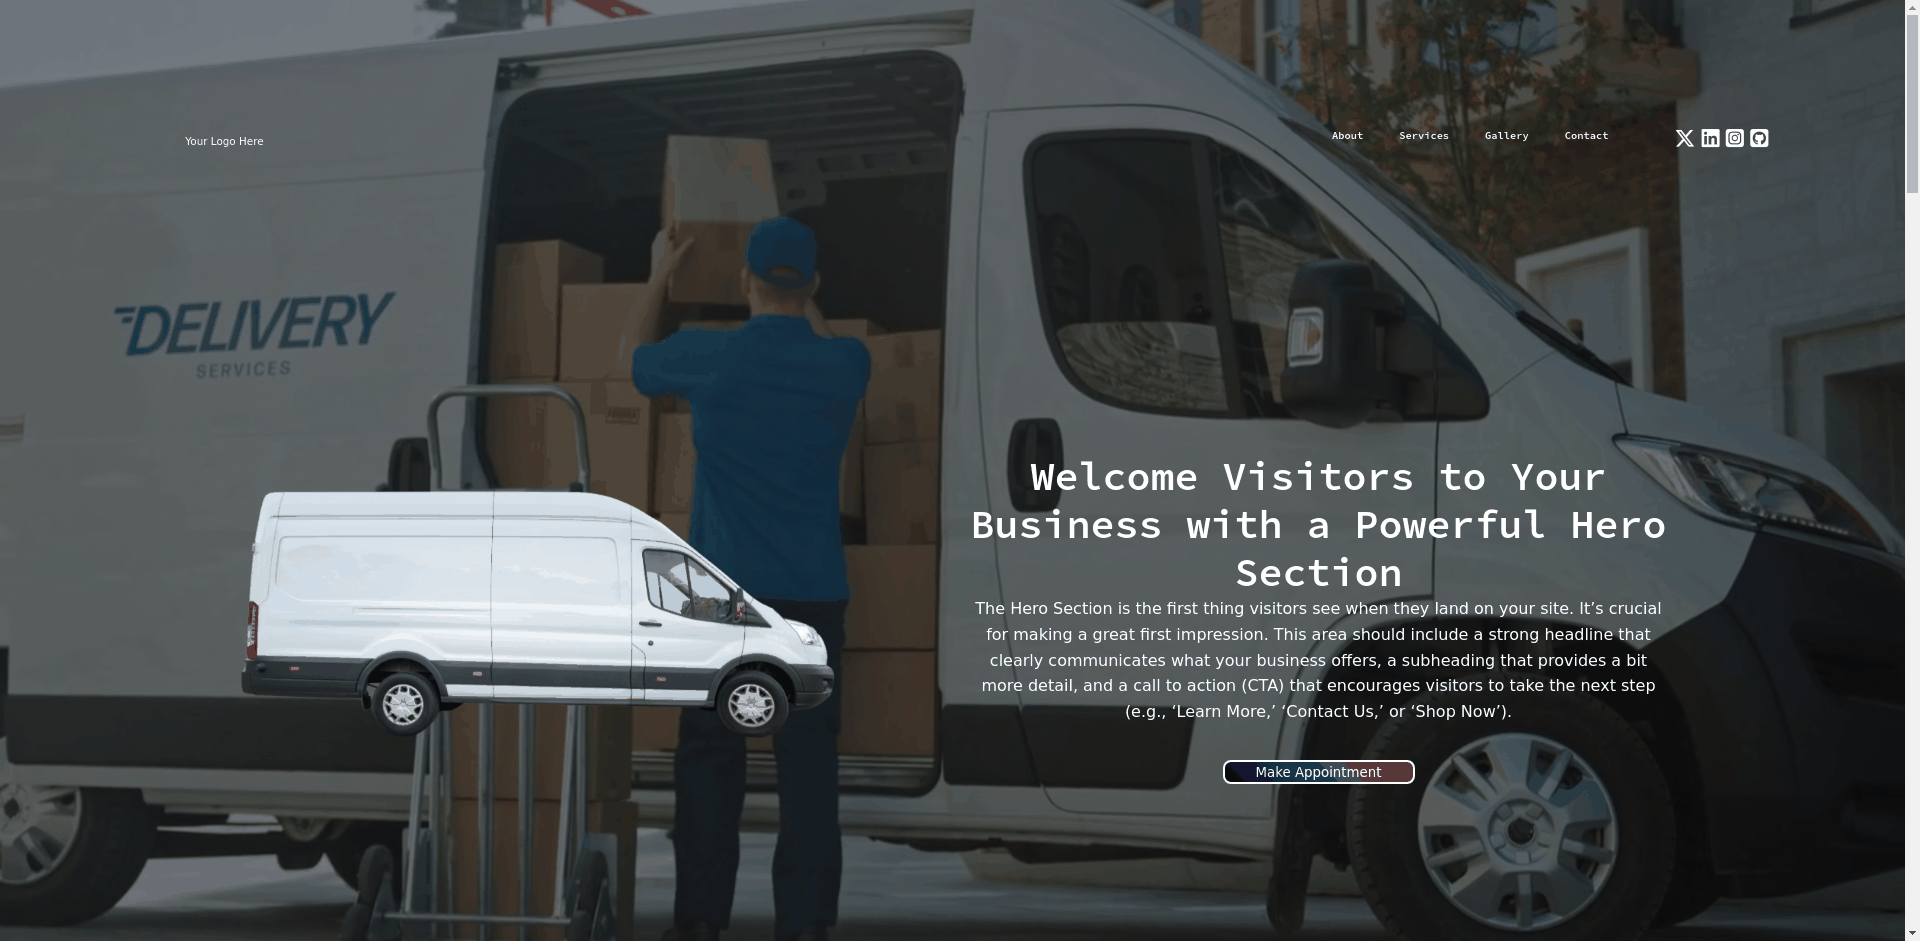 Your Logo Here
About
Services
Gallery
Contact
DELIVERY
SERVICES
Welcome Visitors to Your
Business with a Powerful Hero
Section
The Hero Section is the first thing visitors see when they land on your site. It’s crucial
for making a great first impression. This area should include a strong headline that
clearly communicates what your business offers, a subheading that provides a bit
more detail, and a call to action (CTA) that encourages visitors to take the next step
(e.g., ‘Learn More,’ ‘Contact Us,’ or ‘Shop Now’).
Make Appointment